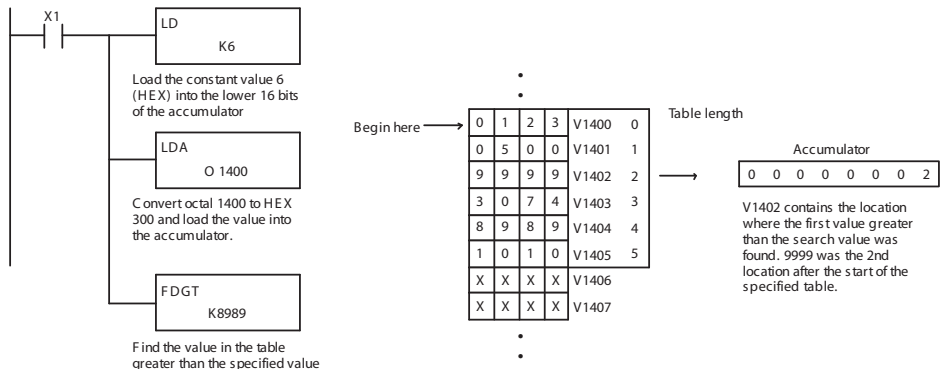 X1
LD
K6
Load the constant value 6
(HEX) into the lower 16 bits
of the accumulator
LDA
O 1400
Convert octal 1400 to HEX
300 and load the value into
the accumulator.
FDGT
K8989
Find the value in the table
greater than the specified value
Begin here
0 1 2 3 V1400 0
0 5 0 0 V1401 1
9 9 9 9 V1402 2
3 0 7 4 V1403 3
8 9 8 9 V1404 4
1 0 1 0 V1405 5
X X X X V1406
X X X X V1407
Table length
Accumulator
0 0 0 0 0 0 0 2
V1402 contains the location
where the first value greater
than the search value was
found. 9999 was the 2nd
location after the start of the
specified table.